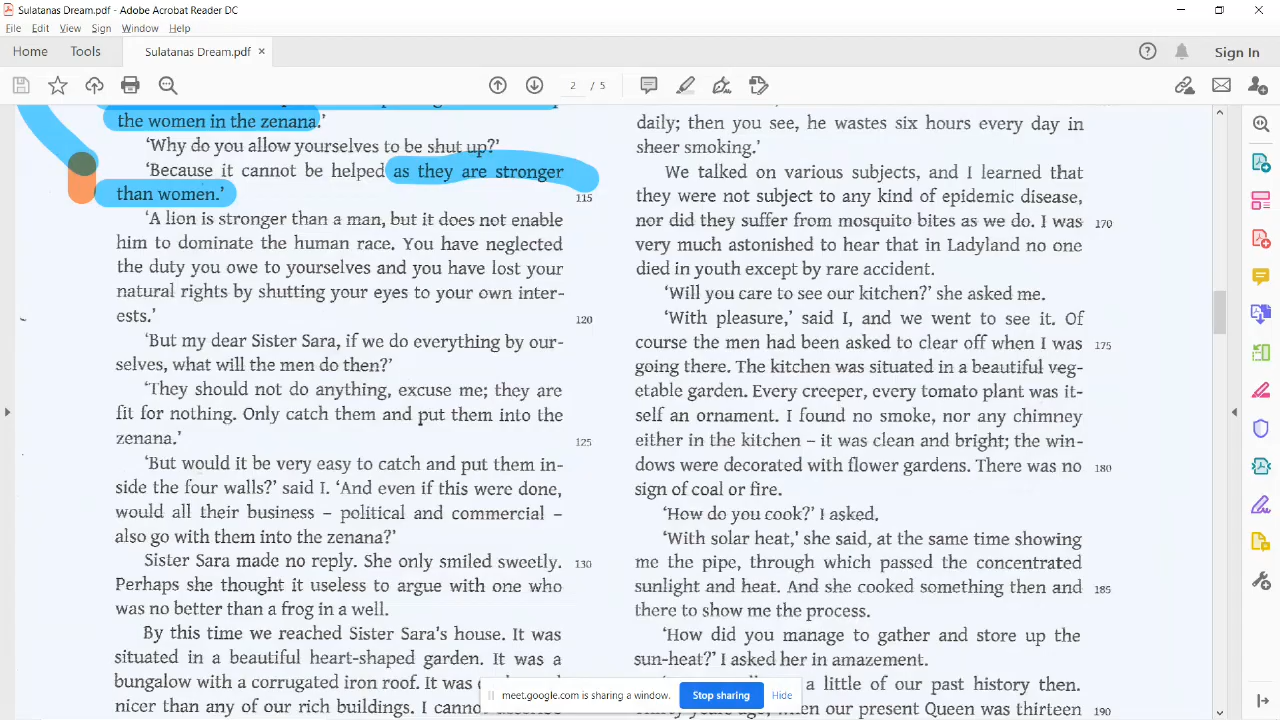 Sulatanas Dream.pdf - Adobe Acrobat Reader DC
File Edit View Sign Window Help
Home Tools Sulatanas Dream.pdf × Sign In
2 / 5
the women in the zenana.’
‘Why do you allow yourselves to be shut up?’
‘Because it cannot be helped as they are stronger
than women.’ 115
‘A lion is stronger than a man, but it does not enable
him to dominate the human race. You have neglected
the duty you owe to yourselves and you have lost your
natural rights by shutting your eyes to your own inter-
ests.’ 120
‘But my dear Sister Sara, if we do everything by our-
selves, what will the men do then?’
‘They should not do anything, excuse me; they are
fit for nothing. Only catch them and put them into the
zenana.’ 125
‘But would it be very easy to catch and put them in-
side the four walls?’ said I. ‘And even if this were done,
would all their business – political and commercial –
also go with them into the zenana?’
Sister Sara made no reply. She only smiled sweetly. 130
Perhaps she thought it useless to argue with one who
was no better than a frog in a well.
By this time we reached Sister Sara’s house. It was
situated in a beautiful heart-shaped garden. It was a
bungalow with a corrugated iron roof. It was
nicer than any of our rich buildings. I
daily; then you see, he wastes six hours every day in
sheer smoking.’
We talked on various subjects, and I learned that
they were not subject to any kind of epidemic disease,
nor did they suffer from mosquito bites as we do. I was 170
very much astonished to hear that in Ladyland no one
died in youth except by rare accident.
‘Will you care to see our kitchen?’ she asked me.
‘With pleasure,’ said I, and we went to see it. Of
course the men had been asked to clear off when I was 175
going there. The kitchen was situated in a beautiful veg-
etable garden. Every creeper, every tomato plant was it-
self an ornament. I found no smoke, nor any chimney
either in the kitchen – it was clean and bright; the win-
dows were decorated with flower gardens. There was no 180
sign of coal or fire.
‘How do you cook?’ I asked.
‘With solar heat,’ she said, at the same time showing
me the pipe, through which passed the concentrated
sunlight and heat. And she cooked something then and 185
there to show me the process.
‘How did you manage to gather and store up the
sun-heat?’ I asked her in amazement.
a little of our past history then.
when our present Queen was thirteen 190
meet.google.com is sharing a window. Stop sharing Hide